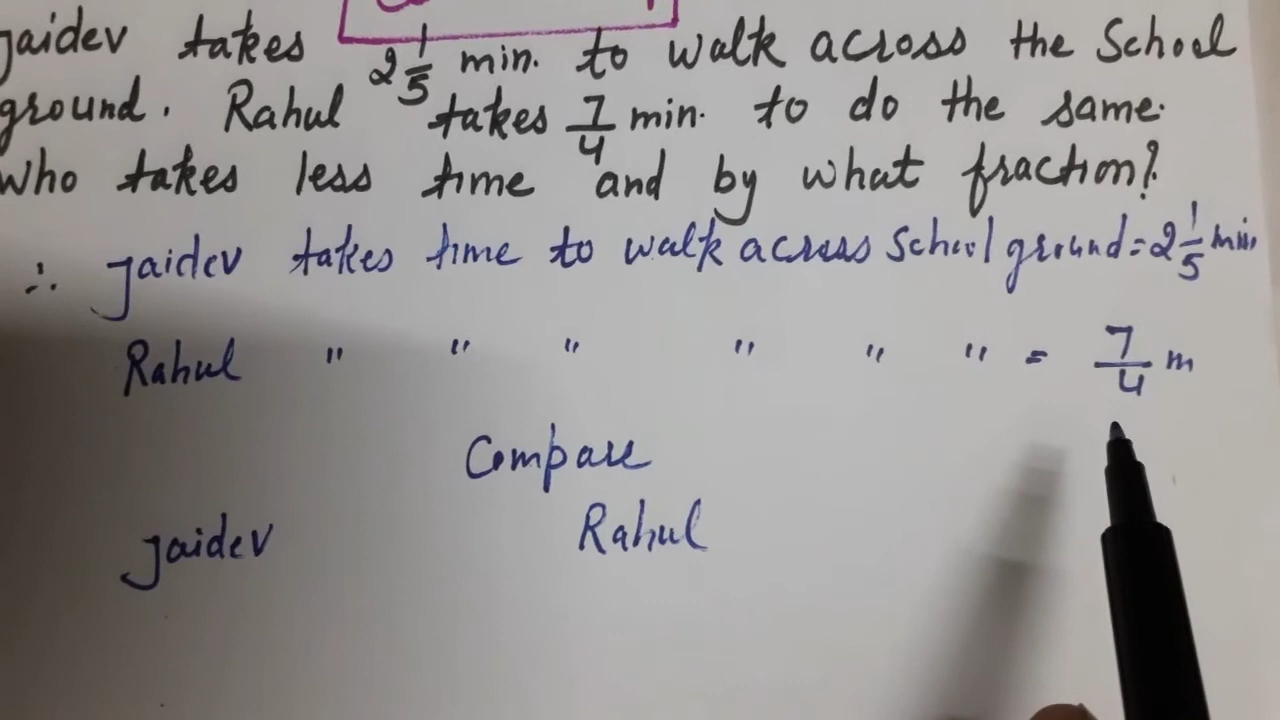 Jaidev takes 2 1/5 min. to walk across the School
ground. Rahul takes 7/4 min. to do the same.
Who takes less time and by what fraction?
∴ Jaidev takes time to walk across School ground = 2 1/5 min.
Rahul " " " " " " = 7/4 m
Compare
Jaidev Rahul